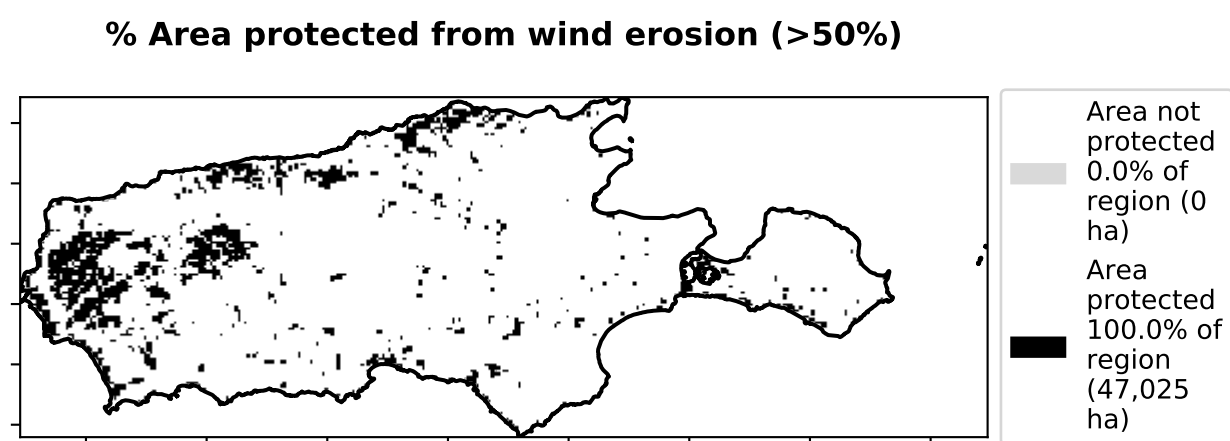 % Area protected from wind erosion (>50%)
Area not
protected
0.0% of
region (0
ha)
Area
protected
100.0% of
region
(47,025
ha)